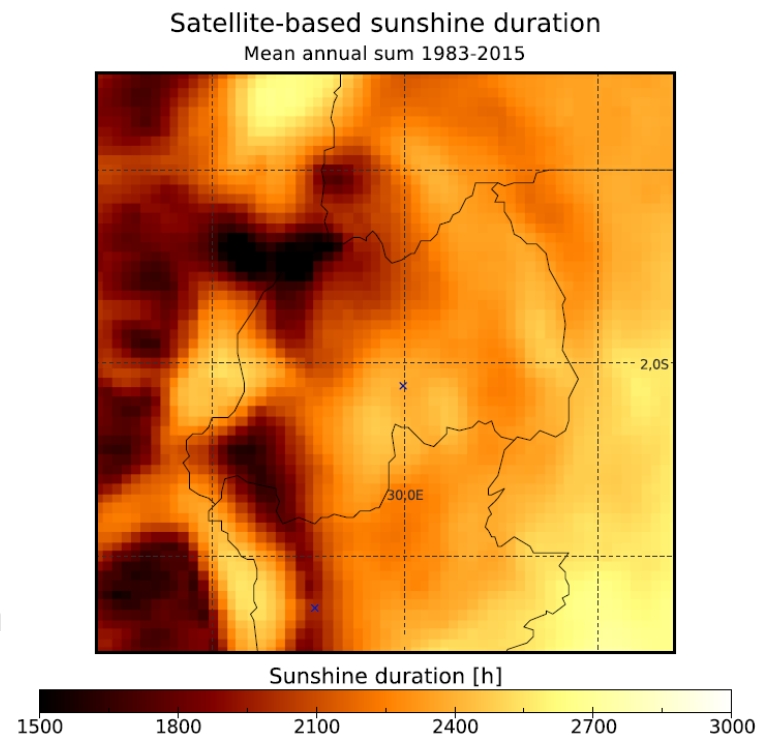 Satellite-based sunshine duration
Mean annual sum 1983-2015
2,0S
30,0E
Sunshine duration [h]
1500 1800 2100 2400 2700 3000